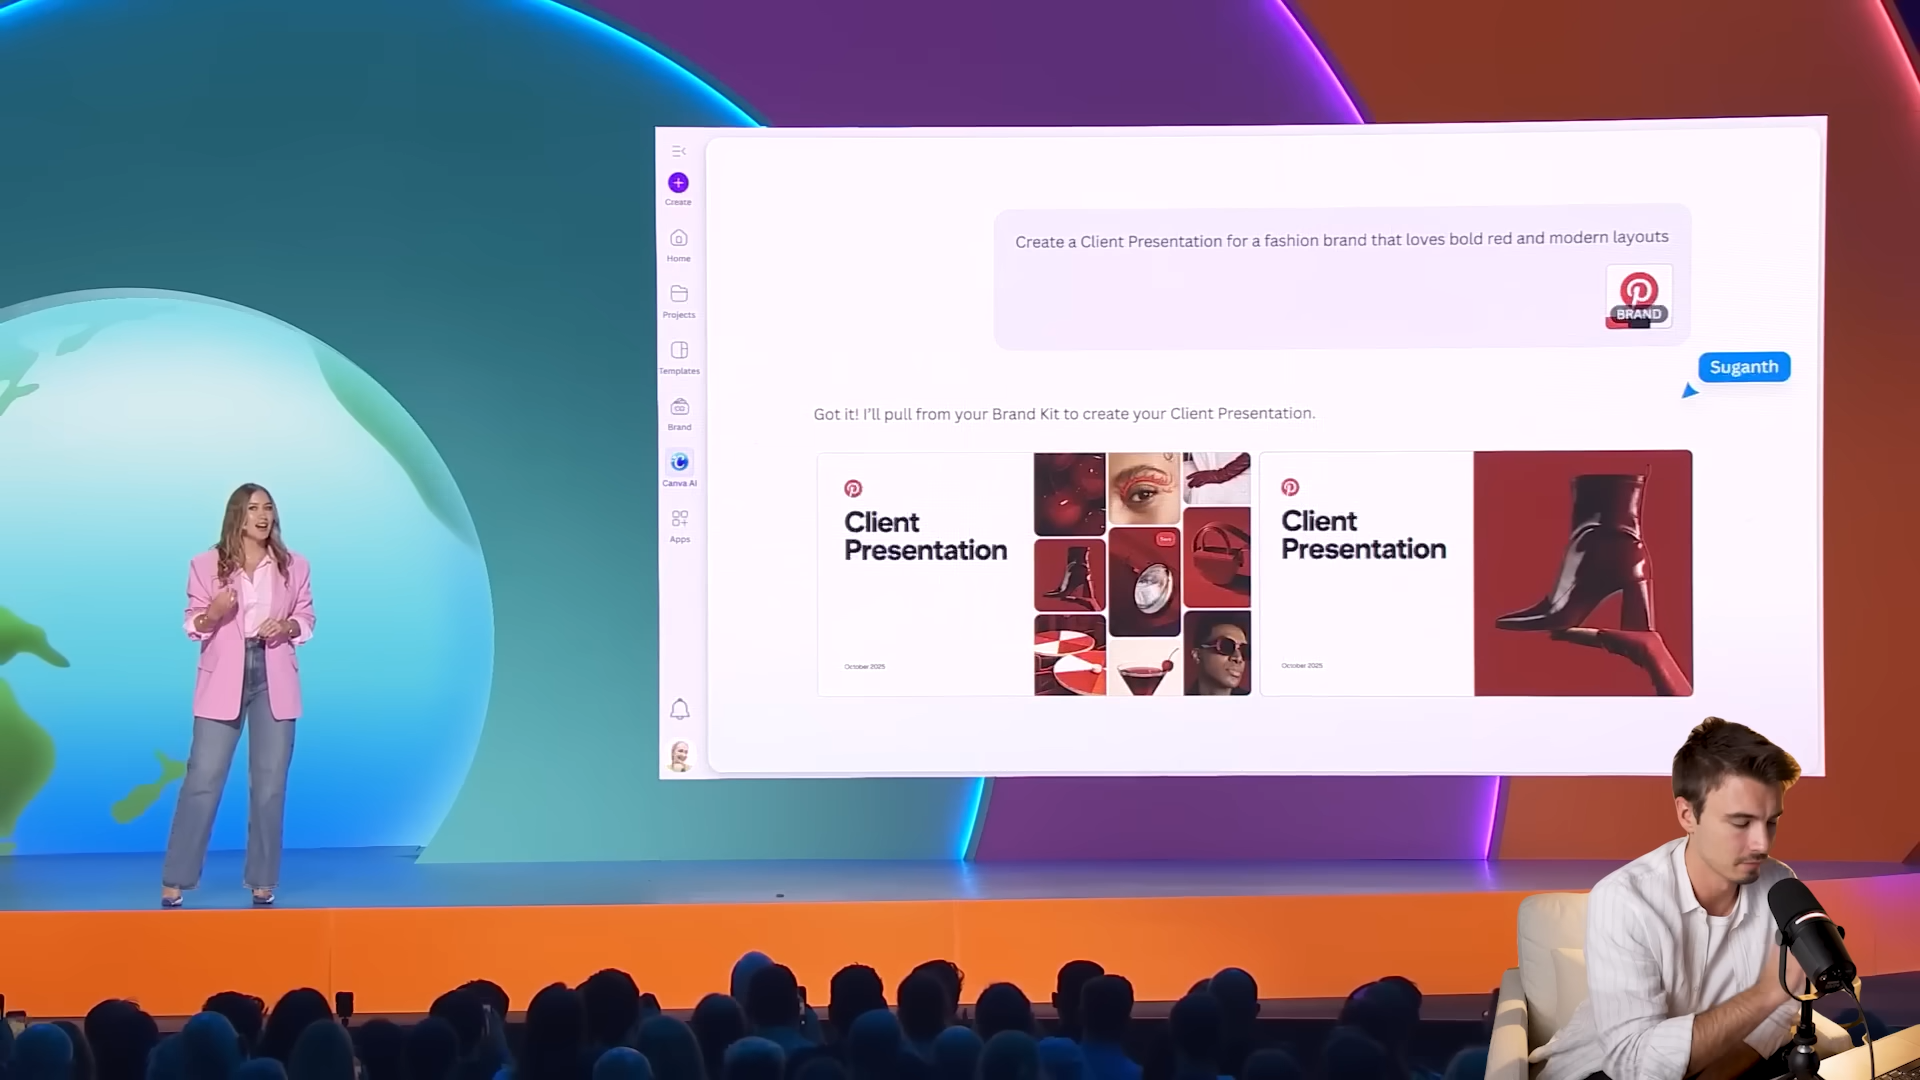 Create
Home
Projects
Templates
Brand
Canva AI
Apps
Create a Client Presentation for a fashion brand that loves bold red and modern layouts
BRAND
Suganth
Got it! I'll pull from your Brand Kit to create your Client Presentation.
Client
Presentation
October 2025
Client
Presentation
October 2025